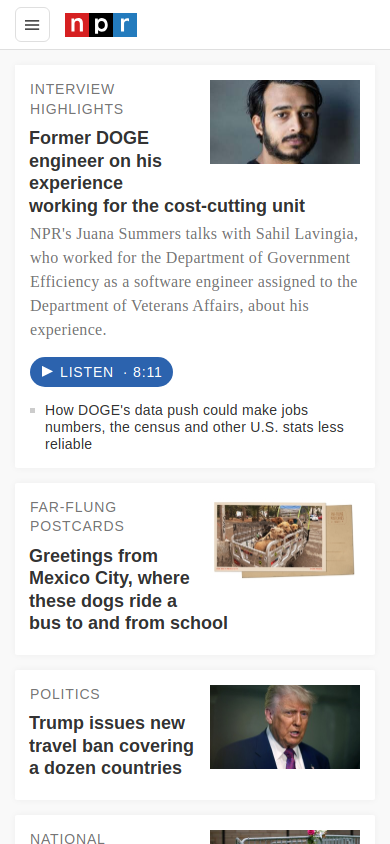 npr
INTERVIEW
HIGHLIGHTS
Former DOGE
engineer on his
experience
working for the cost-cutting unit
NPR's Juana Summers talks with Sahil Lavingia,
who worked for the Department of Government
Efficiency as a software engineer assigned to the
Department of Veterans Affairs, about his
experience.
LISTEN · 8:11
How DOGE's data push could make jobs
numbers, the census and other U.S. stats less
reliable
FAR-FLUNG
POSTCARDS
Greetings from
Mexico City, where
these dogs ride a
bus to and from school
POLITICS
Trump issues new
travel ban covering
a dozen countries
NATIONAL